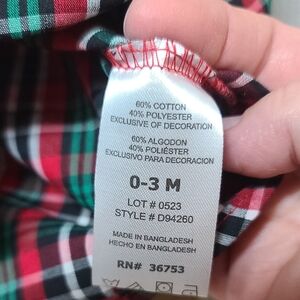 60% COTTON
40% POLYESTER
EXCLUSIVE OF DECORATION
60% ALGODON
40% POLIÉSTER
EXCLUSIVO PARA DECORACION
0-3 M
LOT # 0523
STYLE # D94260
MADE IN BANGLADESH
HECHO EN BANGLADESH
RN# 36753